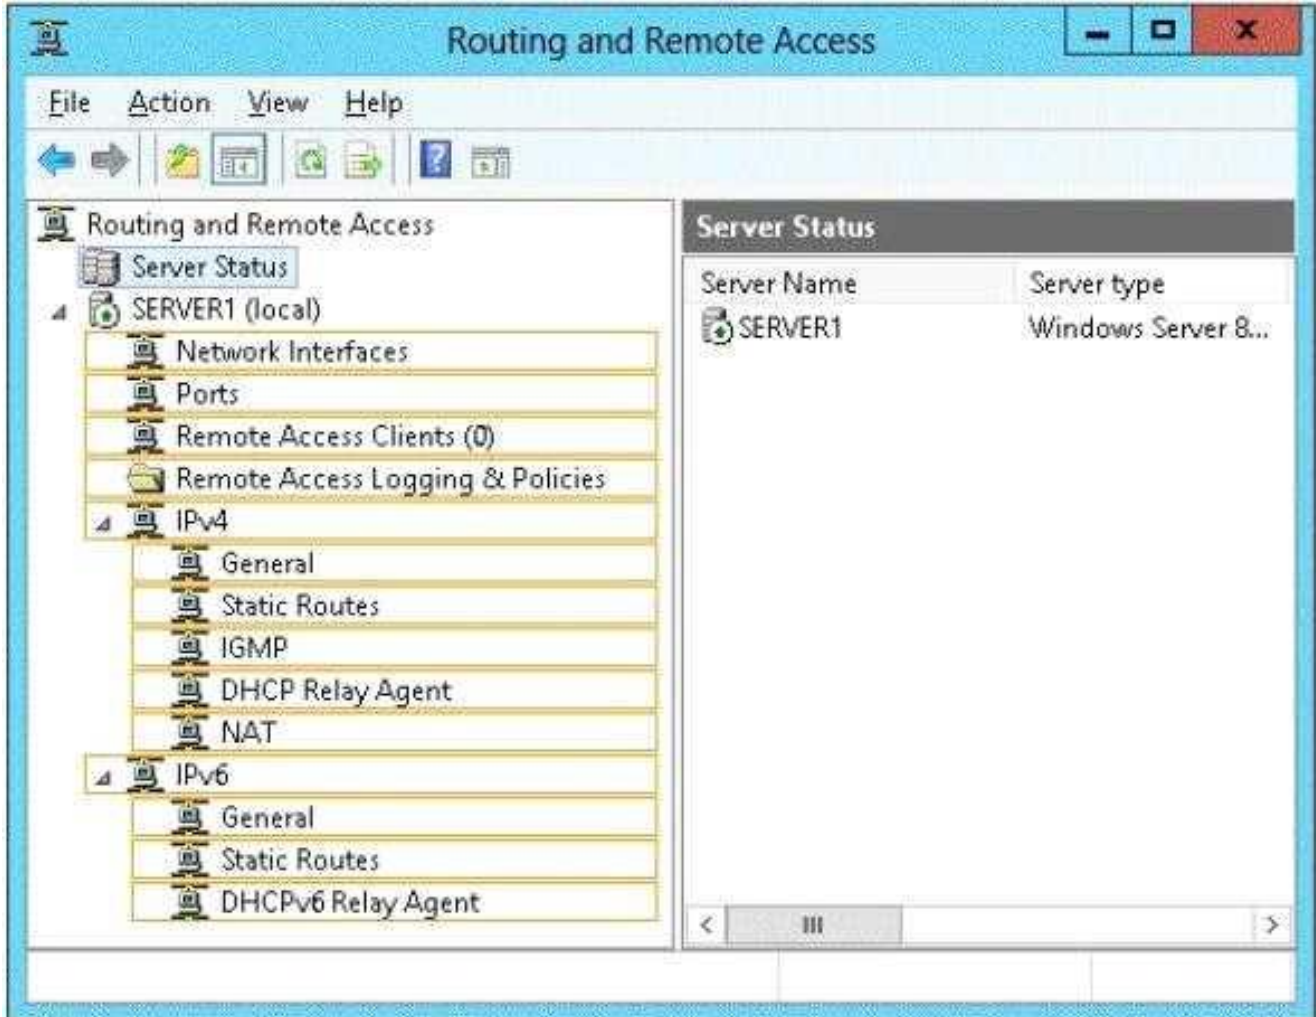 Routing and Remote Access
File Action View Help
Routing and Remote Access
Server Status
SERVER1 (local)
Network Interfaces
Ports
Remote Access Clients (0)
Remote Access Logging & Policies
IPv4
General
Static Routes
IGMP
DHCP Relay Agent
NAT
IPv6
General
Static Routes
DHCPv6 Relay Agent
Server Status
Server Name Server type
SERVER1 Windows Server 8...